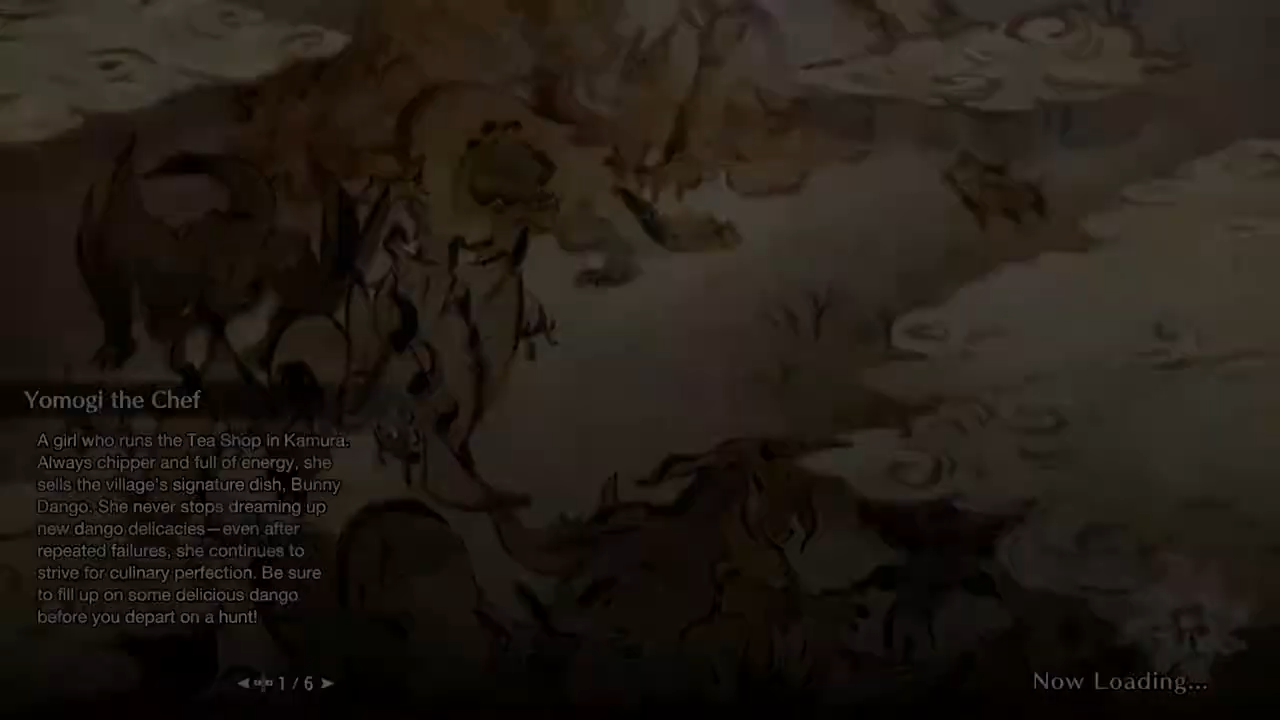 Yomogi the Chef
A girl who runs the Tea Shop in Kamura.
Always chipper and full of energy, she
sells the village's signature dish, Bunny
Dango. She never stops dreaming up
new dango delicacies—even after
repeated failures, she continues to
strive for culinary perfection. Be sure
to fill up on some delicious dango
before you depart on a hunt!
1 / 6
Now Loading...